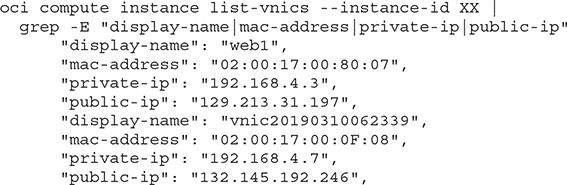 oci compute instance list-vnics --instance-id XX |
  grep -E "display-name|mac-address|private-ip|public-ip"
      "display-name": "web1",
      "mac-address": "02:00:17:00:80:07",
      "private-ip": "192.168.4.3",
      "public-ip": "129.213.31.197",
      "display-name": "vnic20190310062339",
      "mac-address": "02:00:17:00:0F:08",
      "private-ip": "192.168.4.7",
      "public-ip": "132.145.192.246",